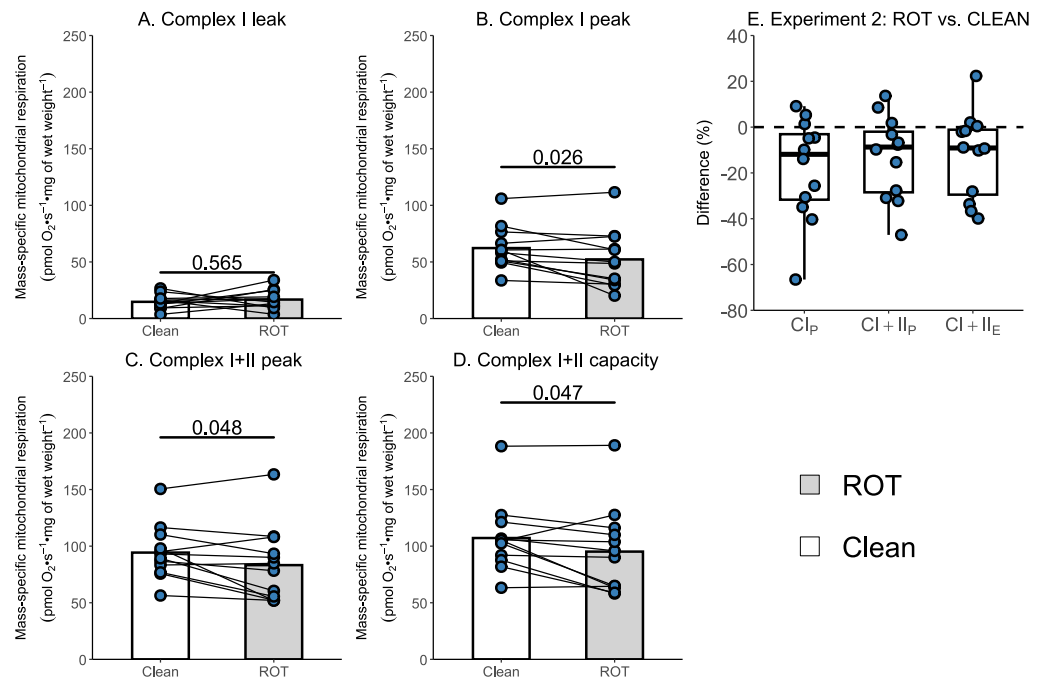 A. Complex I leak
Mass-specific mitochondrial respiration
(pmol O₂•s⁻¹•mg of wet weight⁻¹)
250
200
150
100
50
0
0.565
Clean
ROT
B. Complex I peak
Mass-specific mitochondrial respiration
(pmol O₂•s⁻¹•mg of wet weight⁻¹)
250
200
150
100
50
0
0.026
Clean
ROT
E. Experiment 2: ROT vs. CLEAN
Difference (%)
40
20
0
-20
-40
-60
-80
CI_P
CI + II_P
CI + II_E
C. Complex I+II peak
Mass-specific mitochondrial respiration
(pmol O₂•s⁻¹•mg of wet weight⁻¹)
250
200
150
100
50
0
0.048
Clean
ROT
D. Complex I+II capacity
Mass-specific mitochondrial respiration
(pmol O₂•s⁻¹•mg of wet weight⁻¹)
250
200
150
100
50
0
0.047
Clean
ROT
ROT
Clean